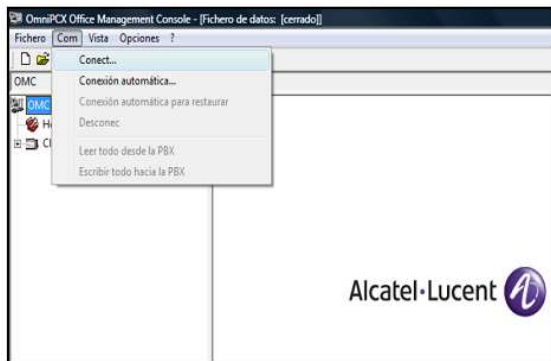 OmniPCX Office Management Console - [Fichero de datos: [cerrado]]
Fichero Com Vista Opciones ?
Conect...
OMC
Conexión automática...
OMC
Conexión automática para restaurar
Desconec
Leer todo desde la PBX
Escribir todo hacia la PBX
Alcatel·Lucent